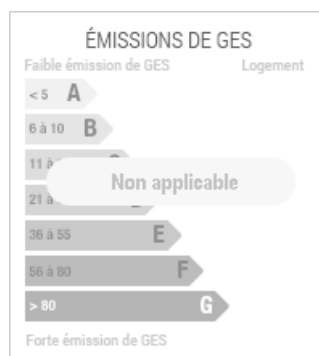 ÉMISSIONS DE GES
Faible émission de GES Logement
< 5 A
6 à 10 B
11 à
Non applicable
21 à
36 à 55 E
56 à 80 F
> 80 G
Forte émission de GES